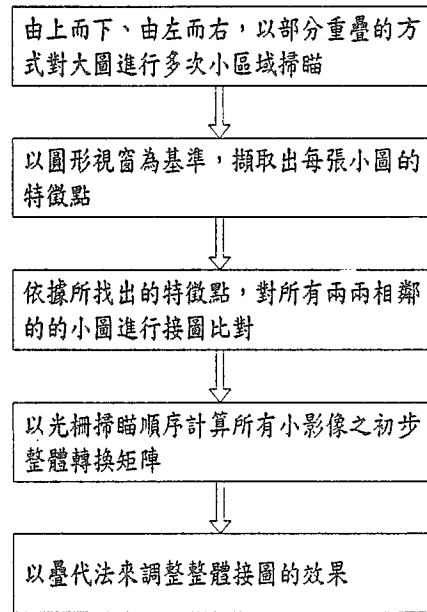 由上而下、由左而右，以部分重疊的方
式對大圖進行多次小區域掃瞄
以圓形視窗為基準，擷取出每張小圖的
特徵點
依據所找出的特徵點，對所有兩兩相鄰
的的小圖進行接圖比對
以光柵掃瞄順序計算所有小影像之初步
整體轉換矩陣
以疊代法來調整整體接圖的效果